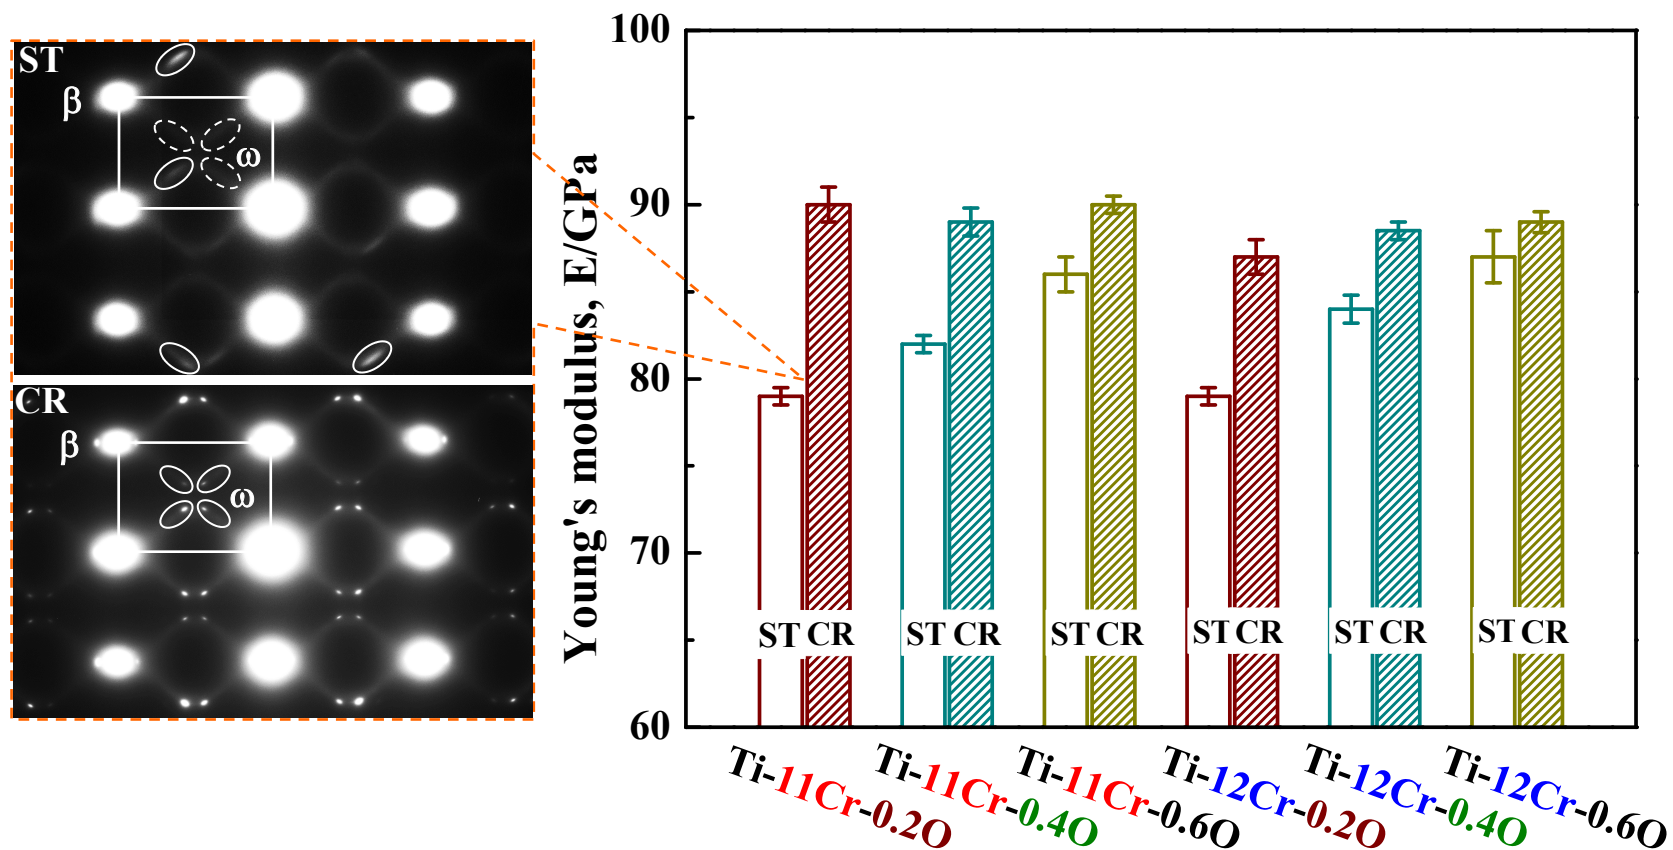 ST
β
ω
CR
β
ω
Young's modulus, E/GPa
100
90
80
70
60
ST CR
ST CR
ST CR
ST CR
ST CR
ST CR
Ti-11Cr-0.2O
Ti-11Cr-0.4O
Ti-11Cr-0.6O
Ti-12Cr-0.2O
Ti-12Cr-0.4O
Ti-12Cr-0.6O